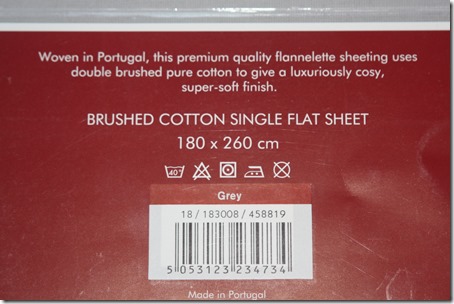 Woven in Portugal, this premium quality flannelette sheeting uses
double brushed pure cotton to give a luxuriously cosy,
super-soft finish.
BRUSHED COTTON SINGLE FLAT SHEET
180 x 260 cm
40°
Grey
18 / 183008 / 458819
5 053123 234734
Made in Portugal